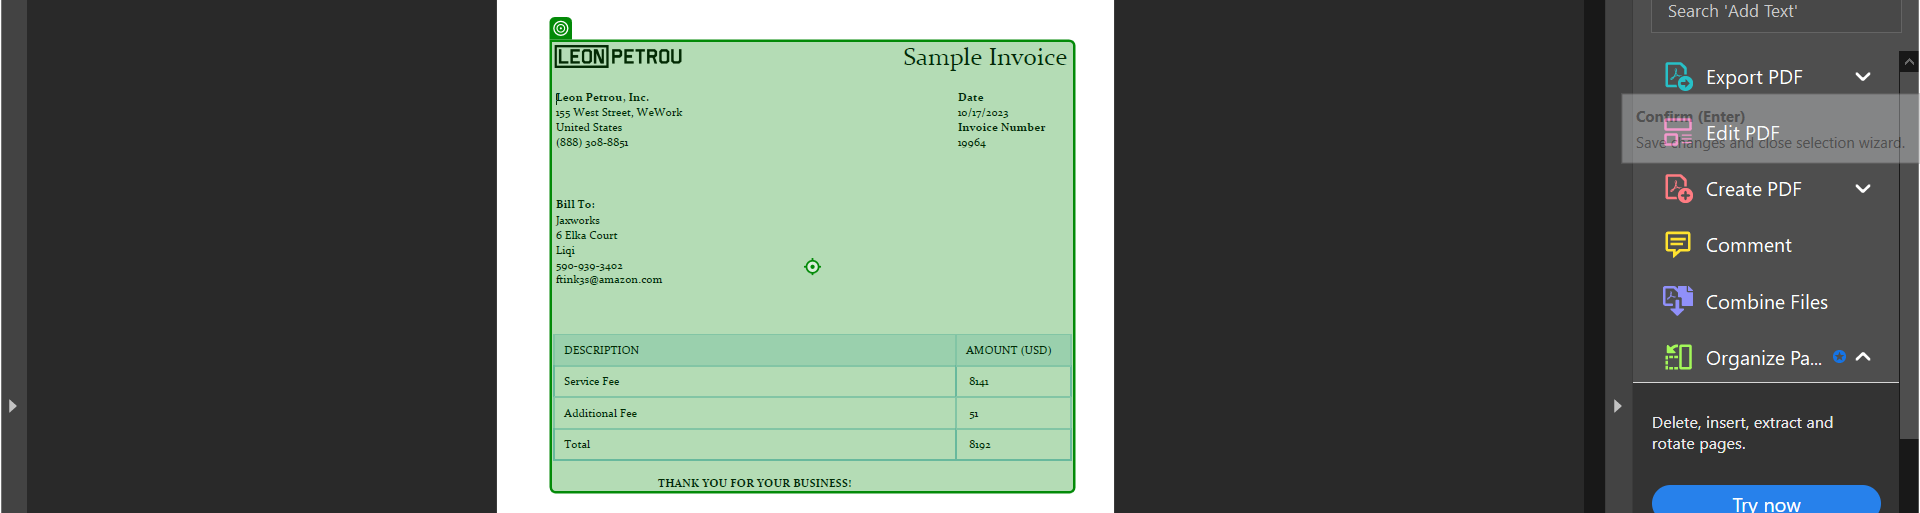 LEON PETROU
Sample Invoice
Leon Petrou, Inc.
155 West Street, WeWork
United States
(888) 308-8851
Date
10/17/2023
Invoice Number
19964
Bill To:
Jaxworks
6 Elka Court
Liqi
590-939-3402
ftink3s@amazon.com
DESCRIPTION AMOUNT (USD)
Service Fee 8141
Additional Fee 51
Total 8192
THANK YOU FOR YOUR BUSINESS!
Search 'Add Text'
Export PDF
Confirm (Enter)
Edit PDF
Save changes and close selection wizard.
Create PDF
Comment
Combine Files
Organize Pa...
Delete, insert, extract and
rotate pages.
Try now